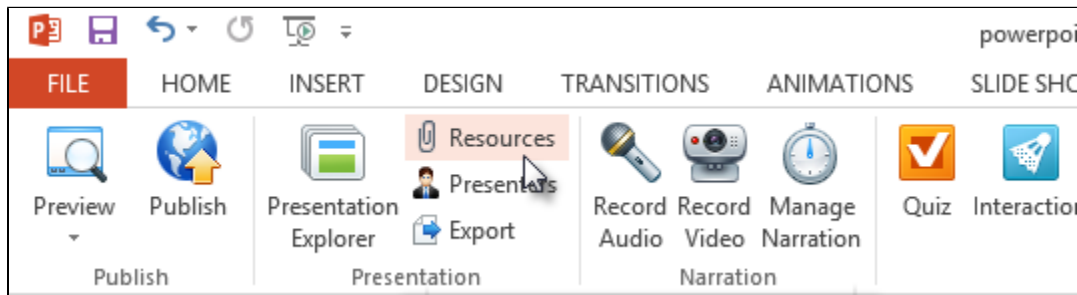 powerpoi
FILE HOME INSERT DESIGN TRANSITIONS ANIMATIONS SLIDE SHO
Preview
Publish
Presentation
Explorer
Resources
Presenters
Export
Record
Audio
Record
Video
Manage
Narration
Quiz
Interaction
Publish
Presentation
Narration